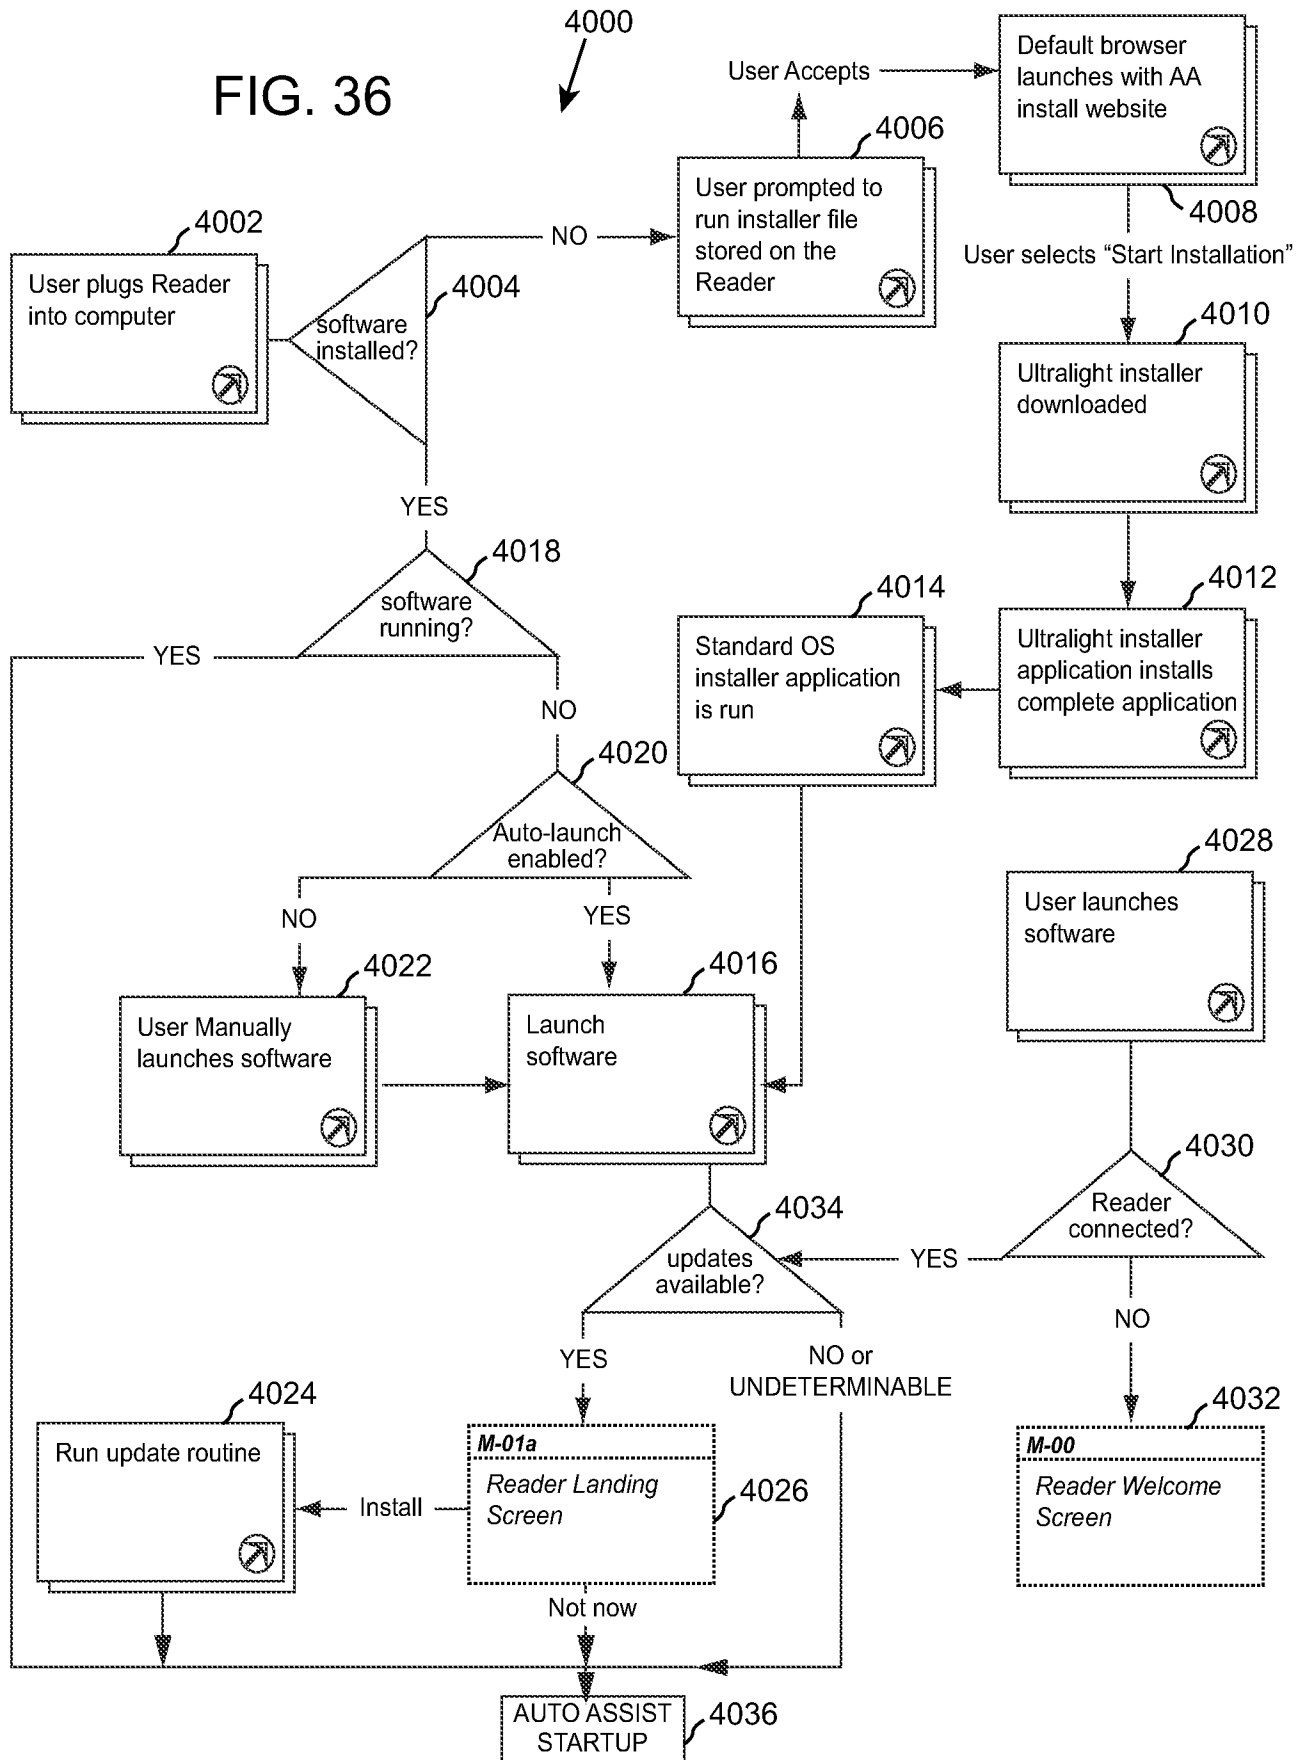 FIG. 36
4000
User Accepts
Default browser
launches with AA
install website
4008
4006
User prompted to
run installer file
stored on the
Reader
NO
4002
User plugs Reader
into computer
4004
software
installed?
User selects “Start Installation”
4010
Ultralight installer
downloaded
YES
4018
software
running?
YES
NO
4014
Standard OS
installer application
is run
4012
Ultralight installer
application installs
complete application
4020
Auto-launch
enabled?
NO
YES
4028
User launches
software
4022
User Manually
launches software
4016
Launch
software
4030
Reader
connected?
4034
updates
available?
YES
NO
YES
NO or
UNDETERMINABLE
4024
Run update routine
Install
M-01a
Reader Landing
Screen
4026
4032
M-00
Reader Welcome
Screen
Not now
AUTO ASSIST
STARTUP
4036